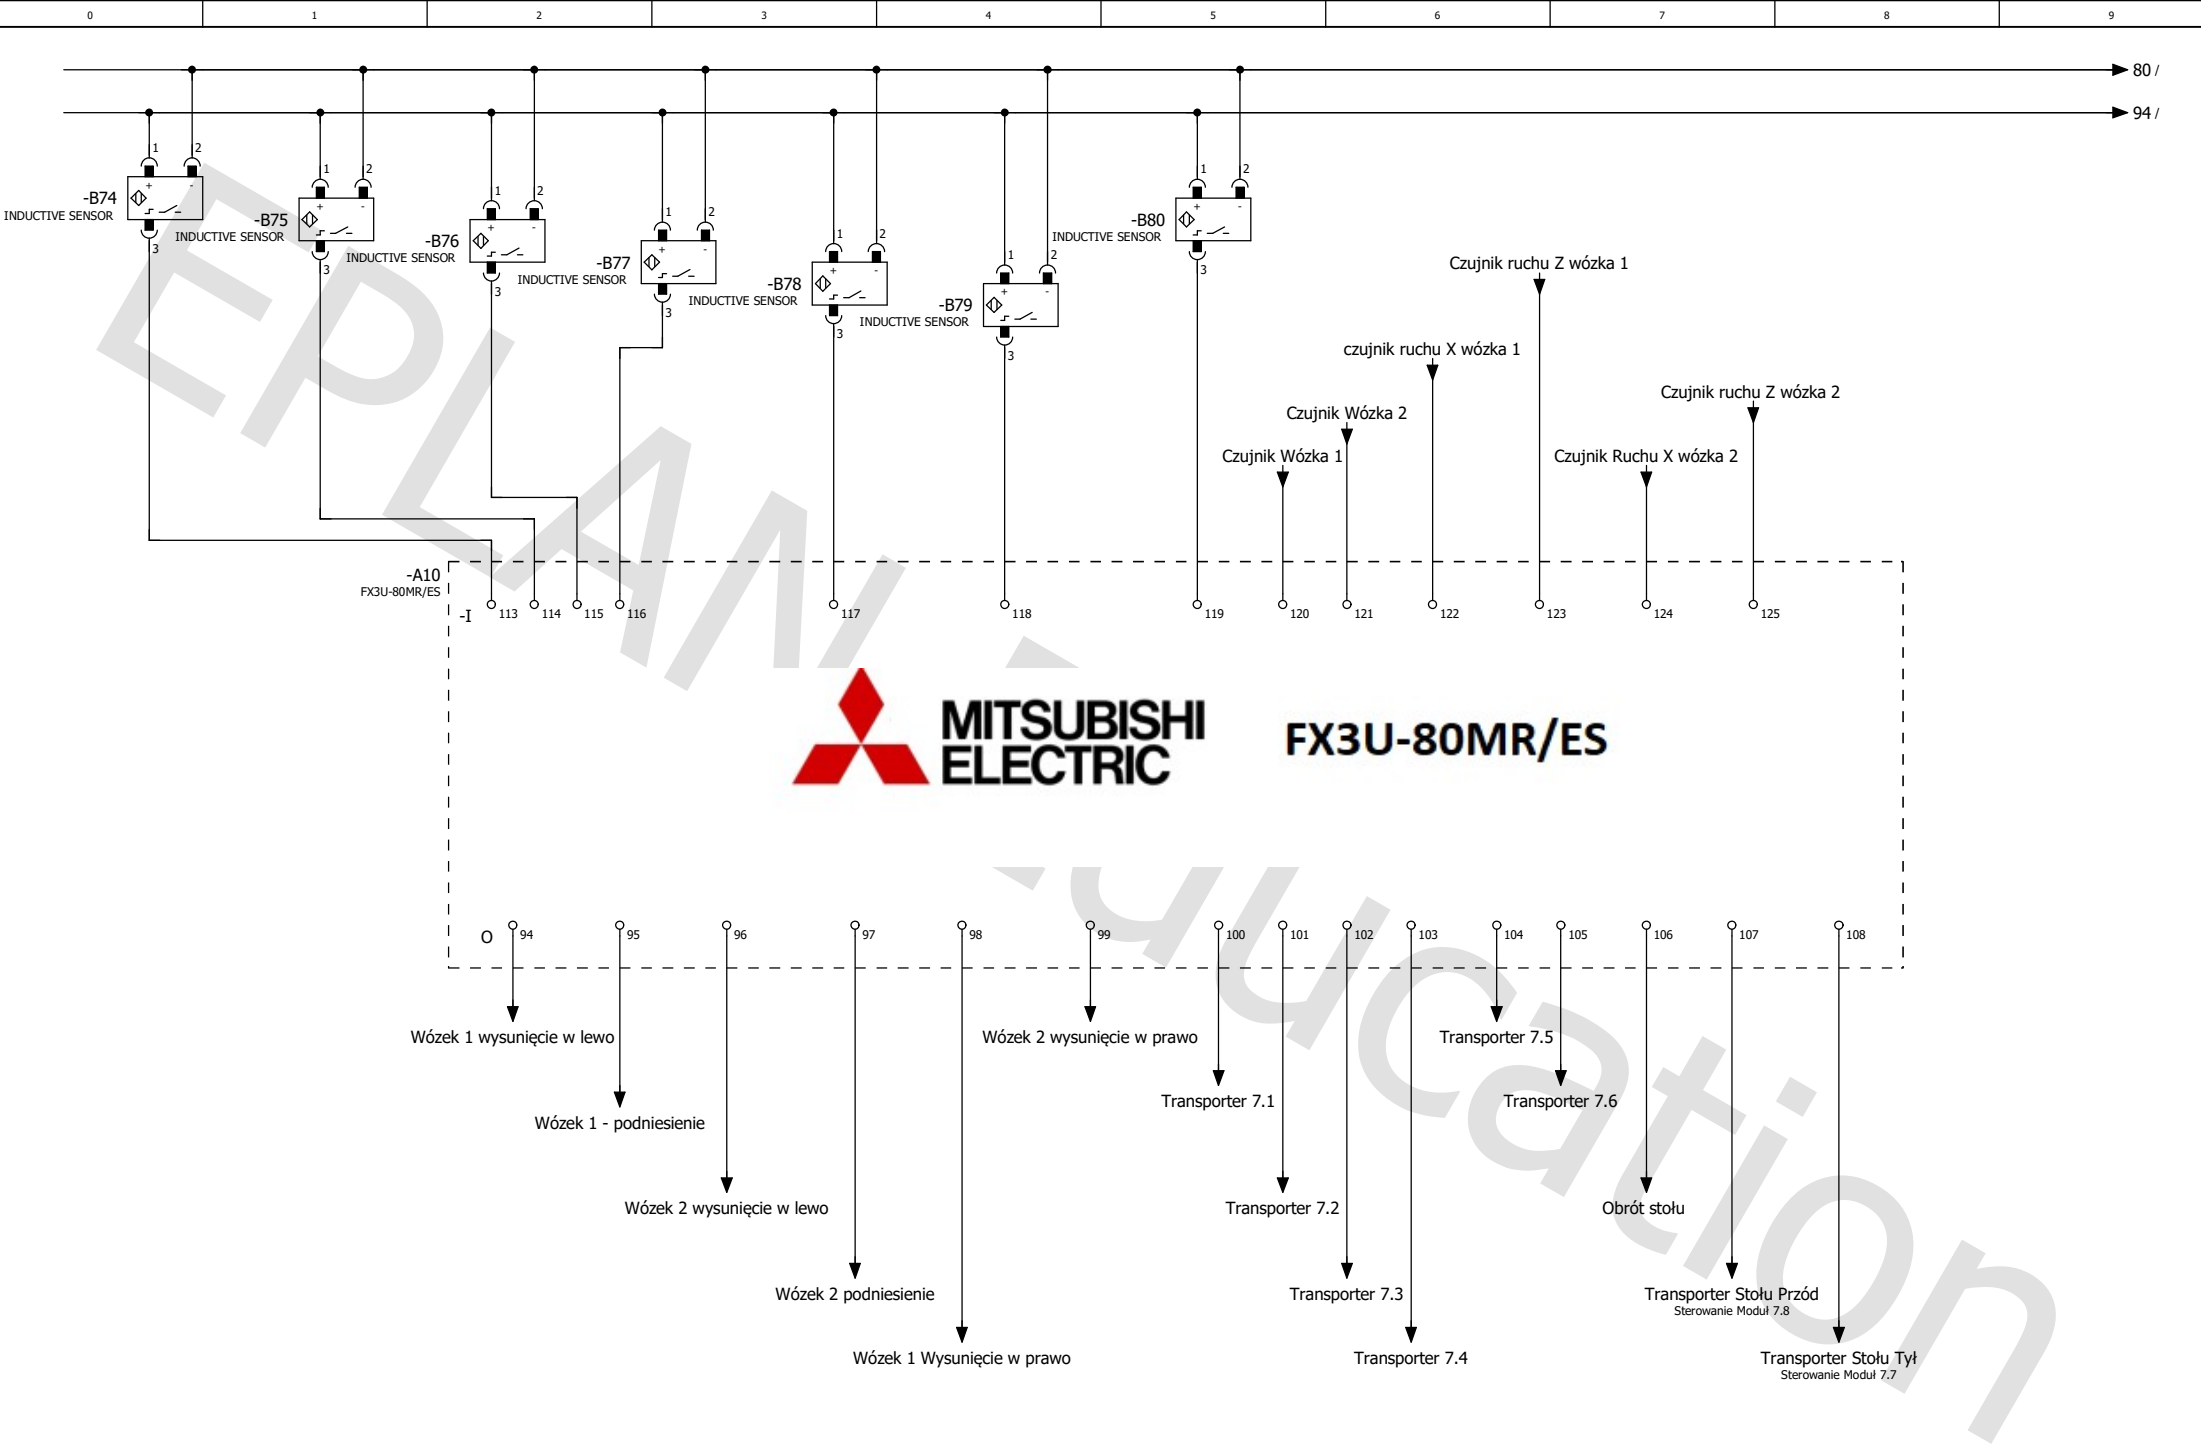 0 1 2 3 4 5 6 7 8 9
80 /
94 /
1 2
+ -
-B74
INDUCTIVE SENSOR
3
1 2
+ -
-B75
INDUCTIVE SENSOR
3
1 2
+ -
-B76
INDUCTIVE SENSOR
3
1 2
+ -
-B77
INDUCTIVE SENSOR
3
1 2
+ -
-B78
INDUCTIVE SENSOR
3
1 2
+ -
-B79
INDUCTIVE SENSOR
3
1 2
+ -
-B80
INDUCTIVE SENSOR
3
Czujnik ruchu Z wózka 1
czujnik ruchu X wózka 1
Czujnik ruchu Z wózka 2
Czujnik Wózka 2
Czujnik Wózka 1
Czujnik Ruchu X wózka 2
-A10
FX3U-80MR/ES
-I 113 114 115 116 117 118 119 120 121 122 123 124 125
MITSUBISHI
ELECTRIC
FX3U-80MR/ES
O 94 95 96 97 98 99 100 101 102 103 104 105 106 107 108
Wózek 1 wysunięcie w lewo
Wózek 2 wysunięcie w prawo
Transporter 7.5
Transporter 7.1
Transporter 7.6
Wózek 1 - podniesienie
Wózek 2 wysunięcie w lewo
Transporter 7.2
Obrót stołu
Wózek 2 podniesienie
Transporter 7.3
Transporter Stołu Przód
Sterowanie Moduł 7.8
Wózek 1 Wysunięcie w prawo
Transporter 7.4
Transporter Stołu Tył
Sterowanie Moduł 7.7